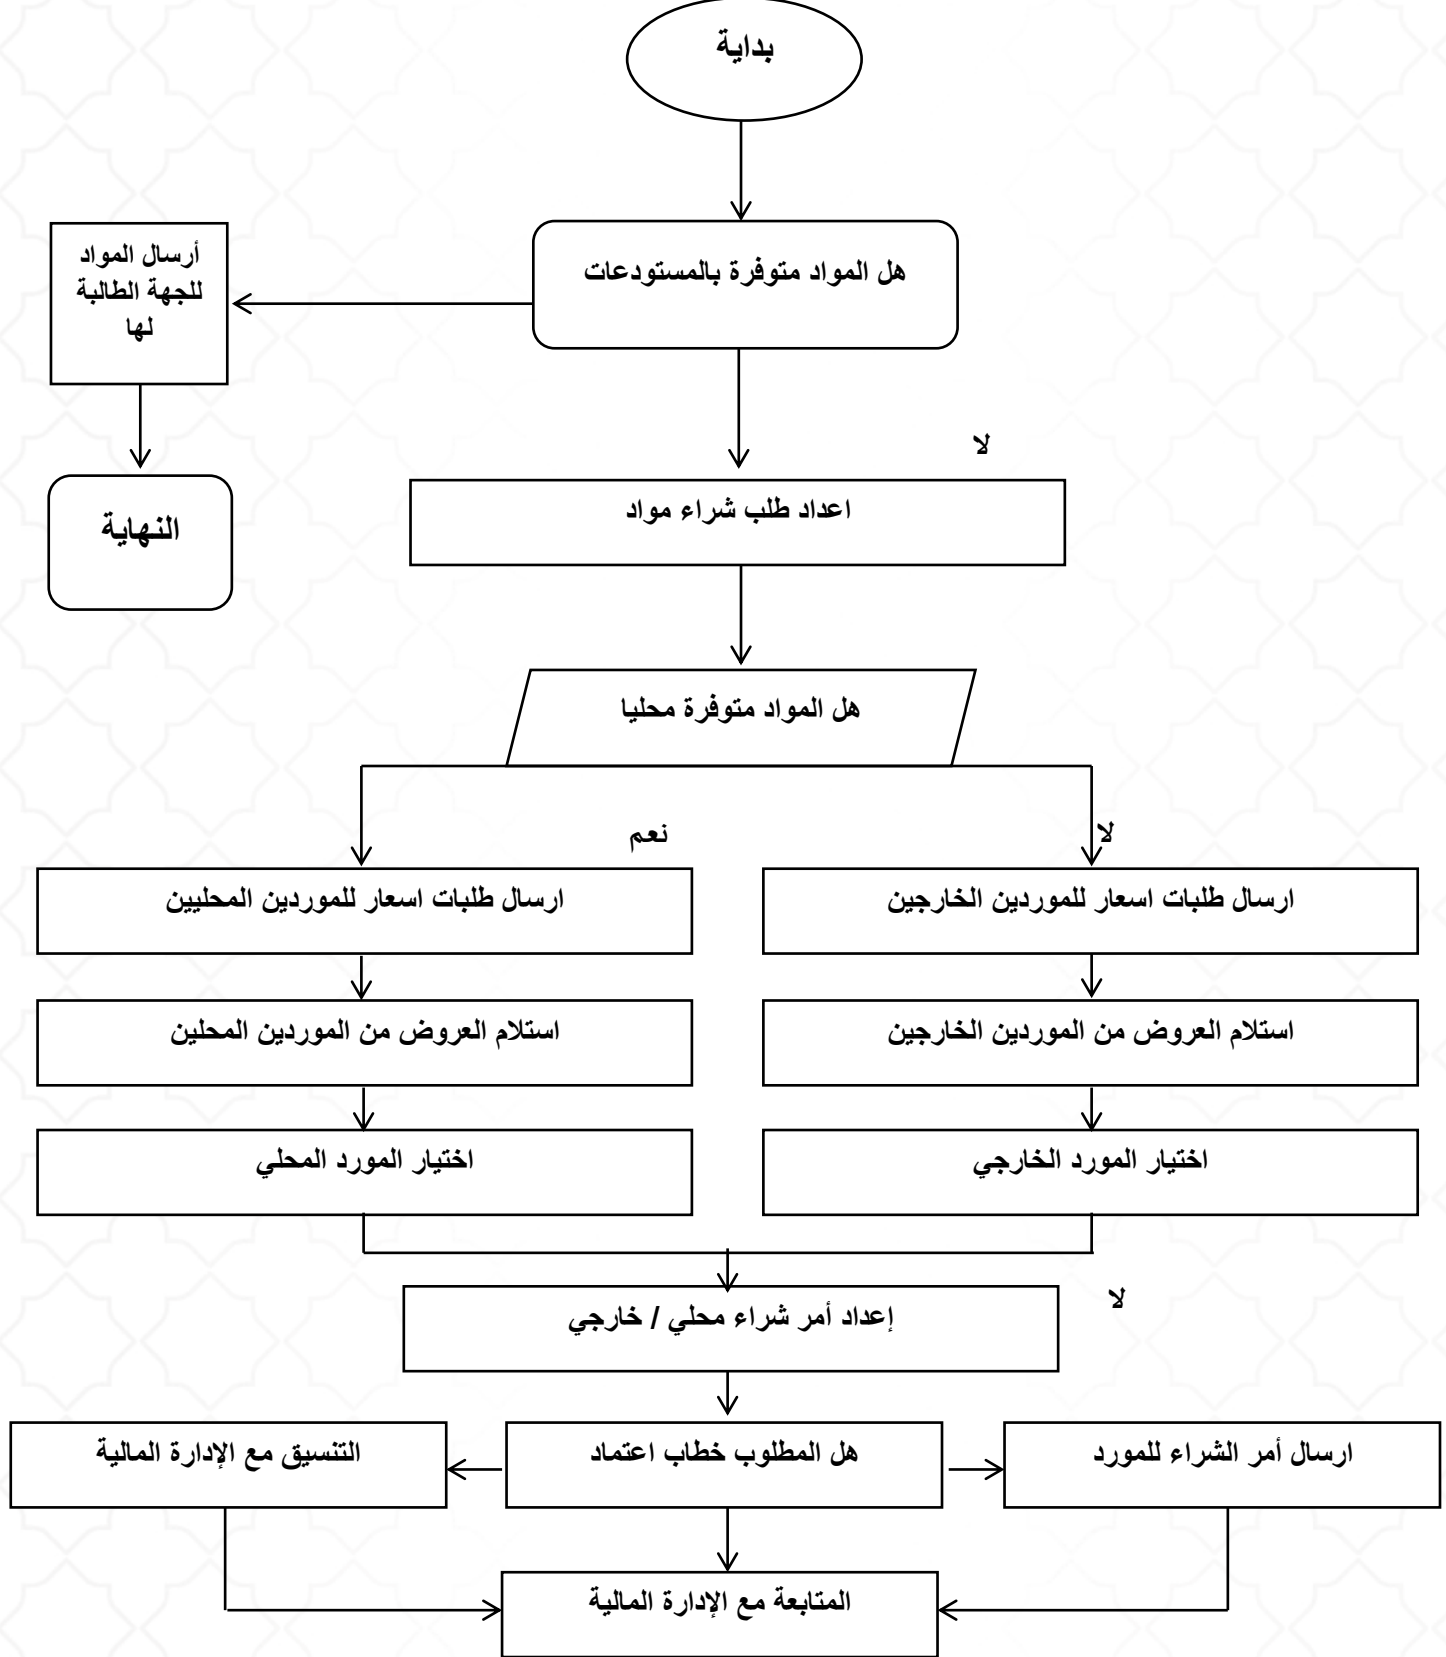 بداية
هل المواد متوفرة بالمستودعات
أرسال المواد
للجهة الطالبة
لها
لا
النهاية
اعداد طلب شراء مواد
هل المواد متوفرة محليا
لا
نعم
ارسال طلبات اسعار للموردين الخارجين
ارسال طلبات اسعار للموردين المحليين
استلام العروض من الموردين الخارجين
استلام العروض من الموردين المحلين
اختيار المورد الخارجي
اختيار المورد المحلي
لا
إعداد أمر شراء محلي / خارجي
ارسال أمر الشراء للمورد
هل المطلوب خطاب اعتماد
التنسيق مع الإدارة المالية
المتابعة مع الإدارة المالية